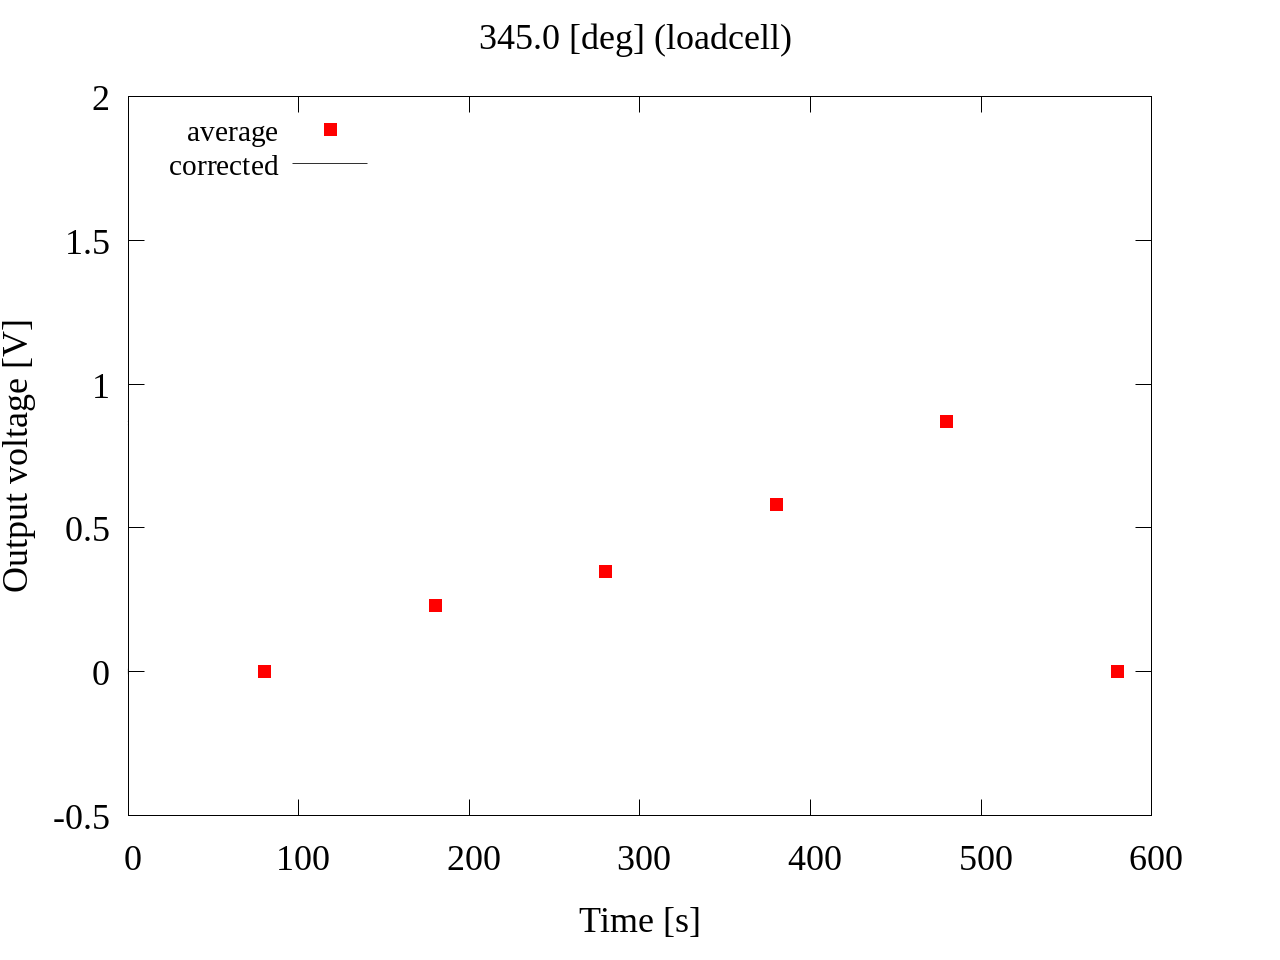 345.0 [deg] (loadcell)
2
average
corrected
1.5
1
0.5
0
-0.5
Output voltage [V]
0 100 200 300 400 500 600
Time [s]